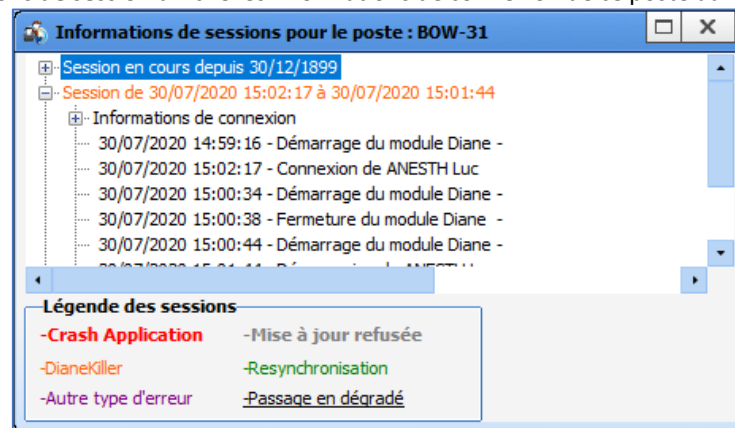 Informations de sessions pour le poste : BOW-31
Session en cours depuis 30/12/1899
Session de 30/07/2020 15:02:17 à 30/07/2020 15:01:44
Informations de connexion
30/07/2020 14:59:16 - Démarrage du module Diane -
30/07/2020 15:02:17 - Connexion de ANESTH Luc
30/07/2020 15:00:34 - Démarrage du module Diane -
30/07/2020 15:00:38 - Fermeture du module Diane -
30/07/2020 15:00:44 - Démarrage du module Diane -
Légende des sessions
-Crash Application -Mise à jour refusée
-DianeKiller -Resynchronisation
-Autre type d'erreur -Passage en dégradé